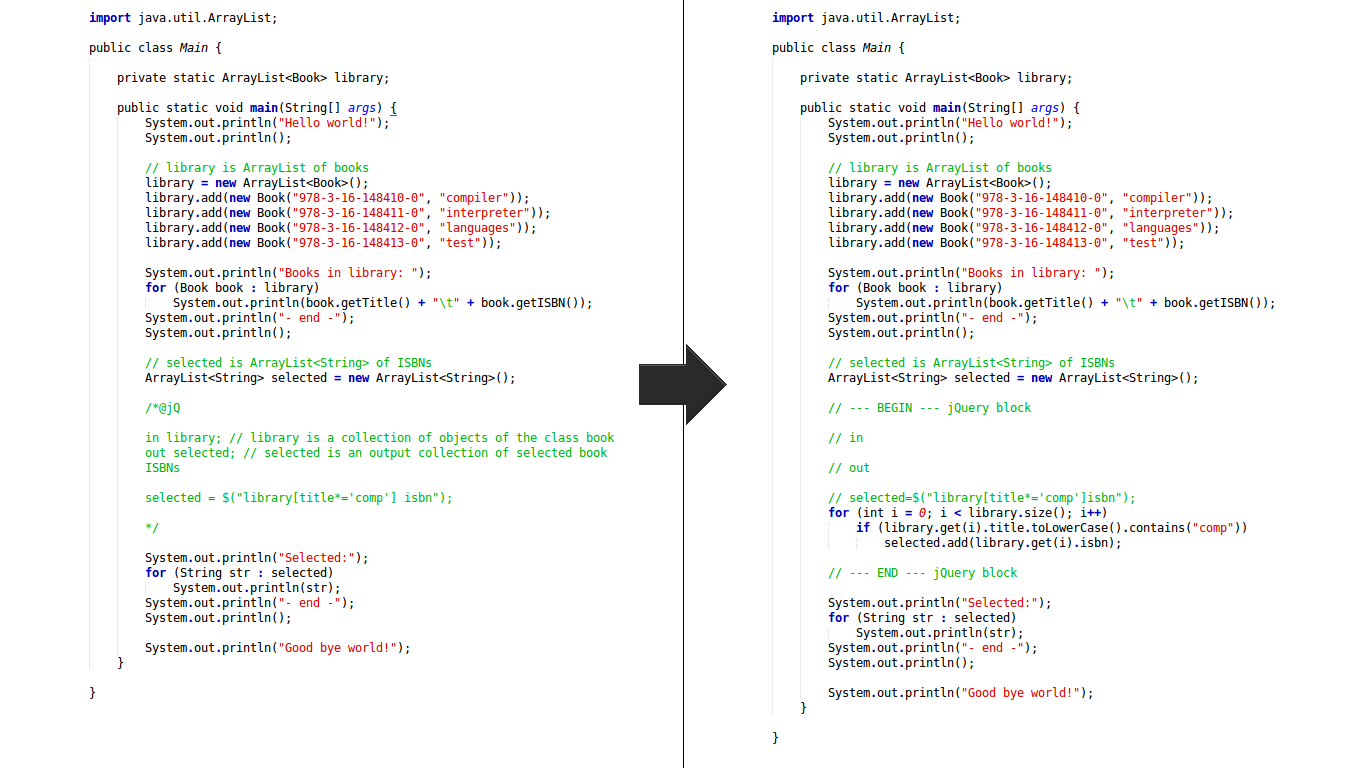 import java.util.ArrayList;
public class Main {
private static ArrayList<Book> library;
public static void main(String[] args) {
System.out.println("Hello world!");
System.out.println();
// library is ArrayList of books
library = new ArrayList<Book>();
library.add(new Book("978-3-16-148410-0", "compiler"));
library.add(new Book("978-3-16-148411-0", "interpreter"));
library.add(new Book("978-3-16-148412-0", "languages"));
library.add(new Book("978-3-16-148413-0", "test"));
System.out.println("Books in library: ");
for (Book book : library)
System.out.println(book.getTitle() + "\t" + book.getISBN());
System.out.println("- end -");
System.out.println();
// selected is ArrayList<String> of ISBNs
ArrayList<String> selected = new ArrayList<String>();
/*@jQ
in library; // library is a collection of objects of the class book
out selected; // selected is an output collection of selected book
ISBNs
selected = $("library[title*='comp'] isbn");
*/
System.out.println("Selected:");
for (String str : selected)
System.out.println(str);
System.out.println("- end -");
System.out.println();
System.out.println("Good bye world!");
}
}
import java.util.ArrayList;
public class Main {
private static ArrayList<Book> library;
public static void main(String[] args) {
System.out.println("Hello world!");
System.out.println();
// library is ArrayList of books
library = new ArrayList<Book>();
library.add(new Book("978-3-16-148410-0", "compiler"));
library.add(new Book("978-3-16-148411-0", "interpreter"));
library.add(new Book("978-3-16-148412-0", "languages"));
library.add(new Book("978-3-16-148413-0", "test"));
System.out.println("Books in library: ");
for (Book book : library)
System.out.println(book.getTitle() + "\t" + book.getISBN());
System.out.println("- end -");
System.out.println();
// selected is ArrayList<String> of ISBNs
ArrayList<String> selected = new ArrayList<String>();
// --- BEGIN --- jQuery block
// in
// out
// selected=$("library[title*='comp']isbn");
for (int i = 0; i < library.size(); i++)
if (library.get(i).title.toLowerCase().contains("comp"))
selected.add(library.get(i).isbn);
// --- END --- jQuery block
System.out.println("Selected:");
for (String str : selected)
System.out.println(str);
System.out.println("- end -");
System.out.println();
System.out.println("Good bye world!");
}
}